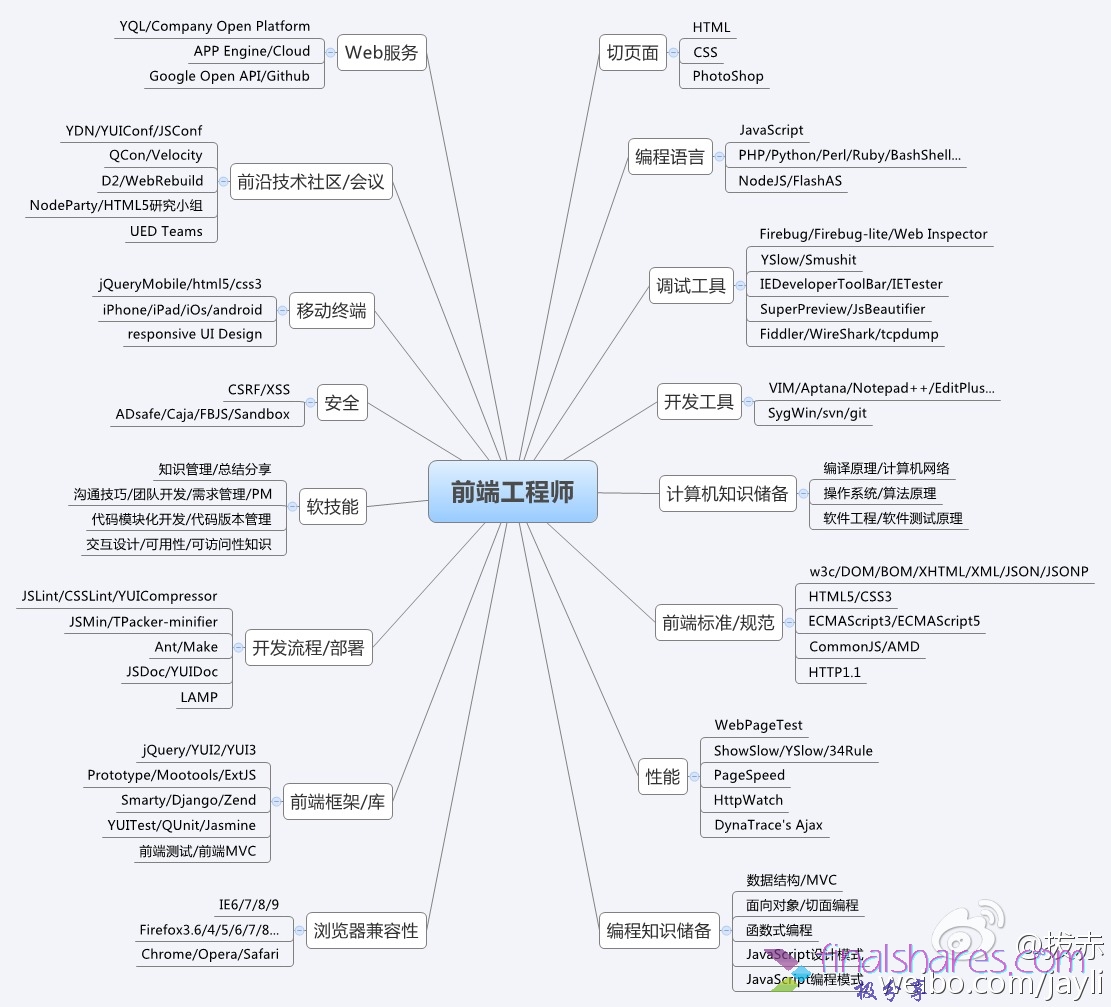 前端工程师
Web服务
YQL/Company Open Platform
APP Engine/Cloud
Google Open API/Github
前沿技术社区/会议
YDN/YUIConf/JSConf
QCon/Velocity
D2/WebRebuild
NodeParty/HTML5研究小组
UED Teams
移动终端
jQueryMobile/html5/css3
iPhone/iPad/iOs/android
responsive UI Design
安全
CSRF/XSS
ADsafe/Caja/FBJS/Sandbox
软技能
知识管理/总结分享
沟通技巧/团队开发/需求管理/PM
代码模块化开发/代码版本管理
交互设计/可用性/可访问性知识
开发流程/部署
JSLint/CSSLint/YUICompressor
JSMin/TPacker-minifier
Ant/Make
JSDoc/YUIDoc
LAMP
前端框架/库
jQuery/YUI2/YUI3
Prototype/Mootools/ExtJS
Smarty/Django/Zend
YUITest/QUnit/Jasmine
前端测试/前端MVC
浏览器兼容性
IE6/7/8/9
Firefox3.6/4/5/6/7/8...
Chrome/Opera/Safari
切页面
HTML
CSS
PhotoShop
编程语言
JavaScript
PHP/Python/Perl/Ruby/BashShell...
NodeJS/FlashAS
调试工具
Firebug/Firebug-lite/Web Inspector
YSlow/Smushit
IEDeveloperToolBar/IETester
SuperPreview/JsBeautifier
Fiddler/WireShark/tcpdump
开发工具
VIM/Aptana/Notepad++/EditPlus...
SygWin/svn/git
计算机知识储备
编译原理/计算机网络
操作系统/算法原理
软件工程/软件测试原理
前端标准/规范
w3c/DOM/BOM/XHTML/XML/JSON/JSONP
HTML5/CSS3
ECMAScript3/ECMAScript5
CommonJS/AMD
HTTP1.1
性能
WebPageTest
ShowSlow/YSlow/34Rule
PageSpeed
HttpWatch
DynaTrace's Ajax
编程知识储备
数据结构/MVC
面向对象/切面编程
函数式编程
JavaScript设计模式
JavaScript编程模式
@拔赤
finalshares.com
极分享
weibo.com/jayli